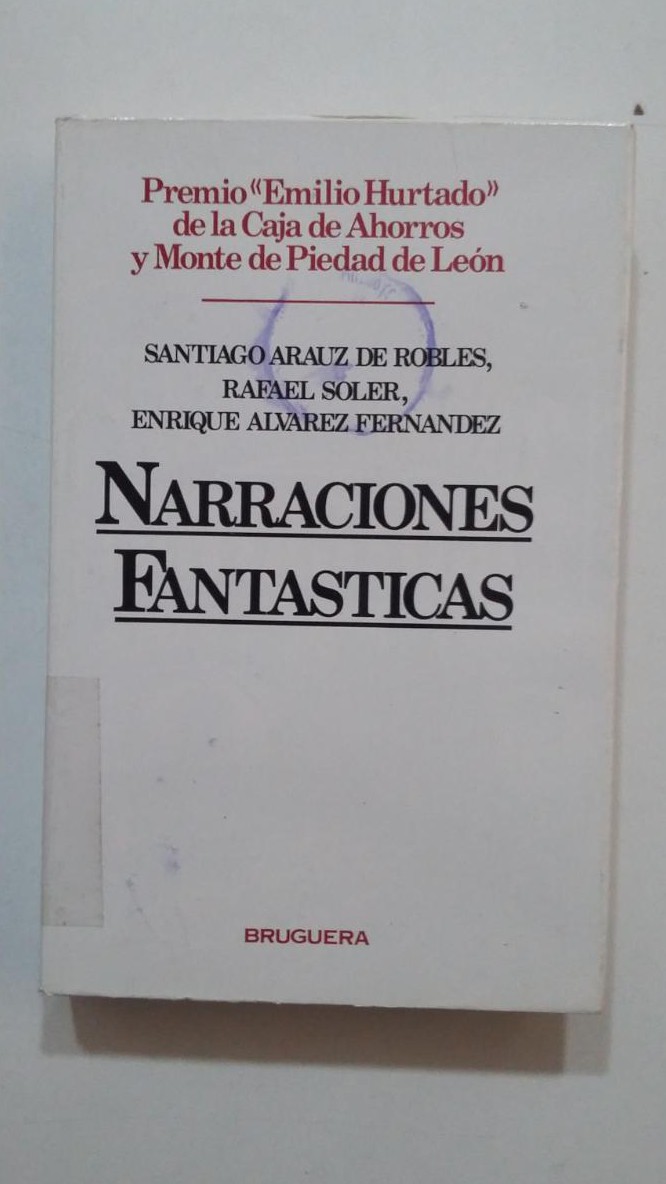 Premio «Emilio Hurtado»
de la Caja de Ahorros
y Monte de Piedad de León
SANTIAGO ARAUZ DE ROBLES,
RAFAEL SOLER,
ENRIQUE ALVAREZ FERNANDEZ
NARRACIONES
FANTASTICAS
BRUGUERA